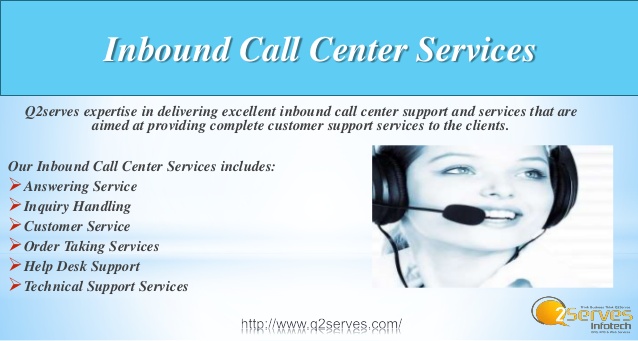 Inbound Call Center Services
Q2serves expertise in delivering excellent inbound call center support and services that are
aimed at providing complete customer support services to the clients.
Our Inbound Call Center Services includes:
➢Answering Service
➢Inquiry Handling
➢Customer Service
➢Order Taking Services
➢Help Desk Support
➢Technical Support Services
http://www.q2serves.com/
2serves
Infotech